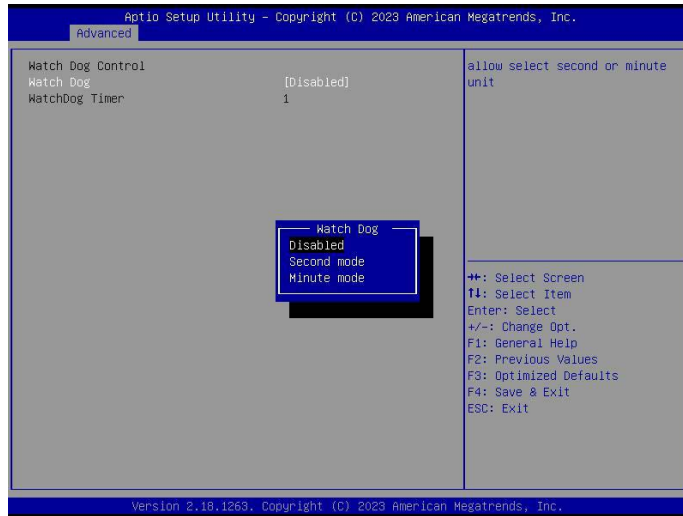 Aptio Setup Utility – Copyright (C) 2023 American Megatrends, Inc.
Advanced
Watch Dog Control
Watch Dog [Disabled]
WatchDog Timer 1
allow select second or minute
unit
Watch Dog
Disabled
Second mode
Minute mode
→←: Select Screen
↑↓: Select Item
Enter: Select
+/-: Change Opt.
F1: General Help
F2: Previous Values
F3: Optimized Defaults
F4: Save & Exit
ESC: Exit
Version 2.18.1263. Copyright (C) 2023 American Megatrends, Inc.